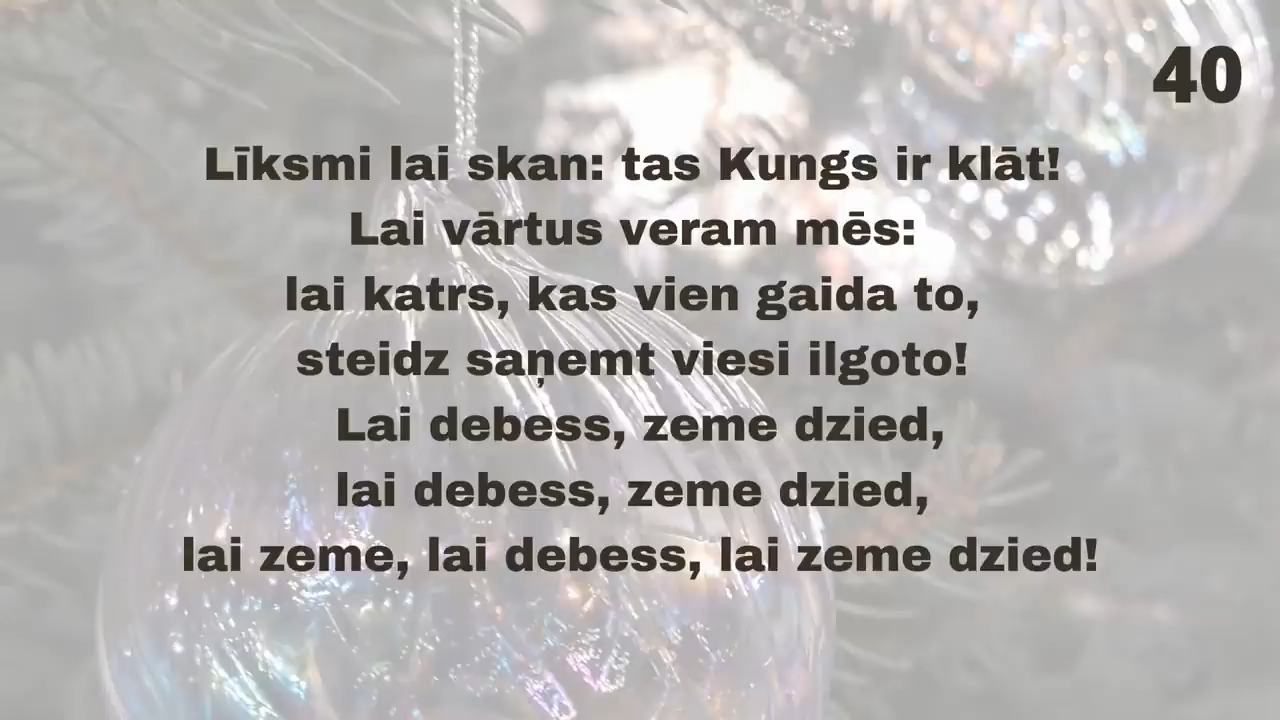 40
Līksmi lai skan: tas Kungs ir klāt!
Lai vārtus veram mēs:
lai katrs, kas vien gaida to,
steidz saņemt viesi ilgoto!
Lai debess, zeme dzied,
lai debess, zeme dzied,
lai zeme, lai debess, lai zeme dzied!